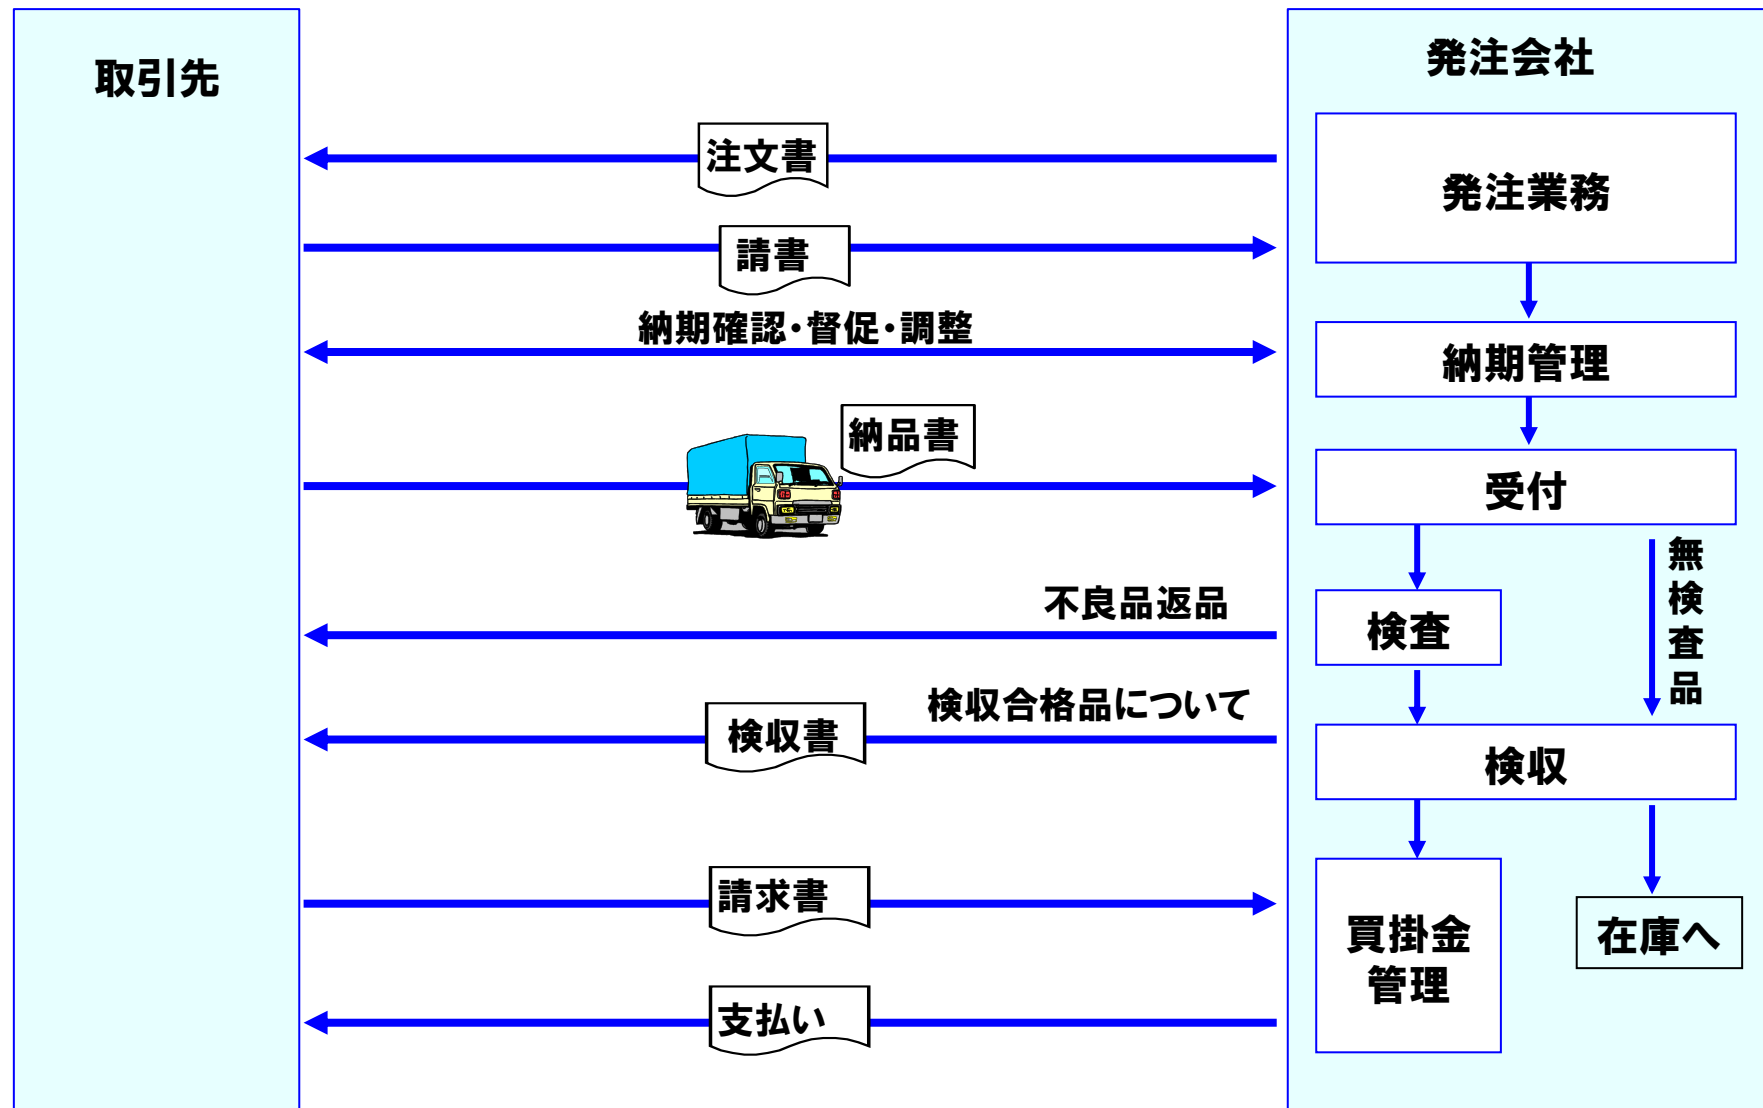 取引先
発注会社
注文書
発注業務
請書
納期確認・督促・調整
納期管理
納品書
受付
無検査品
不良品返品
検査
検収合格品について
検収書
検収
請求書
買掛金
管理
在庫へ
支払い